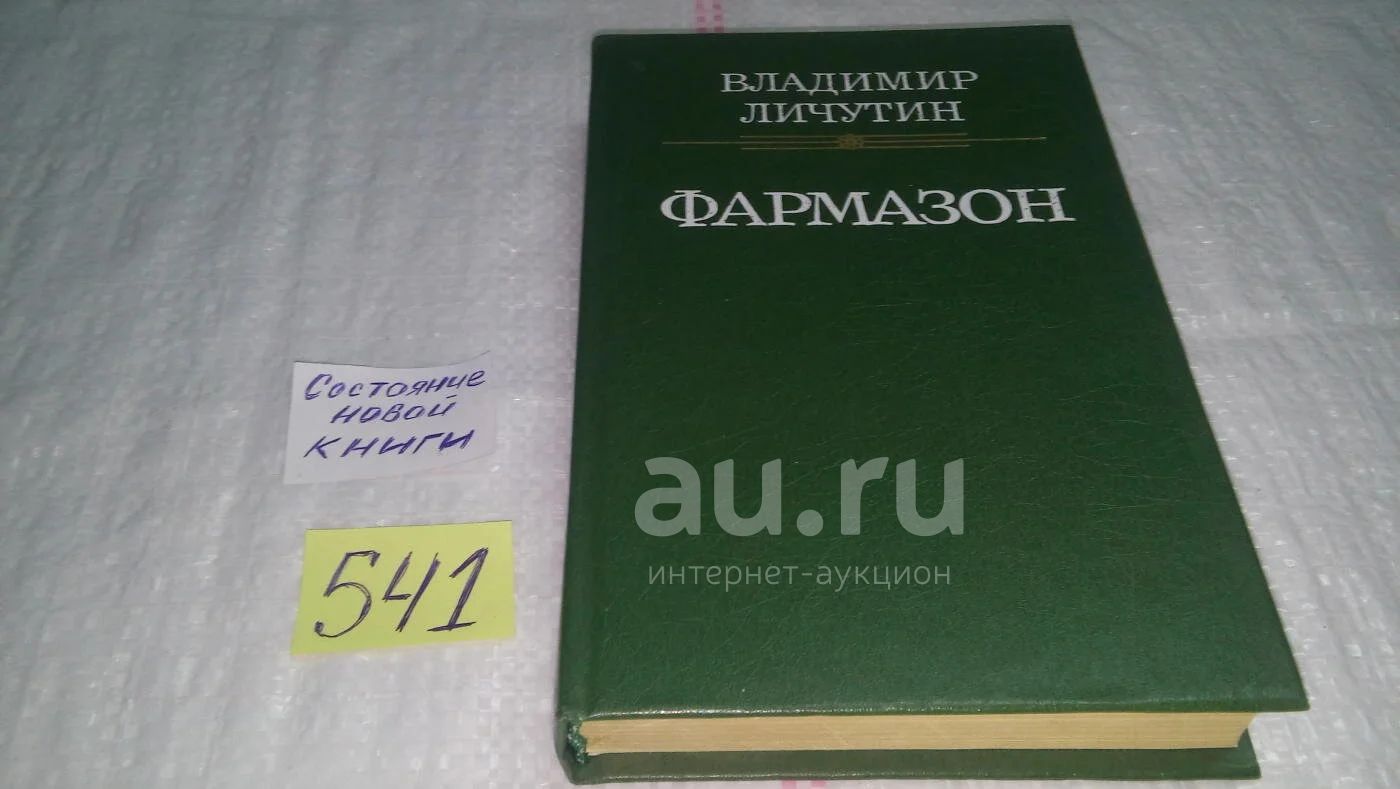 ВЛАДИМИР
ЛИЧУТИН
ФАРМАЗОН
Состояние
новой
книги
541
au.ru
интернет-аукцион